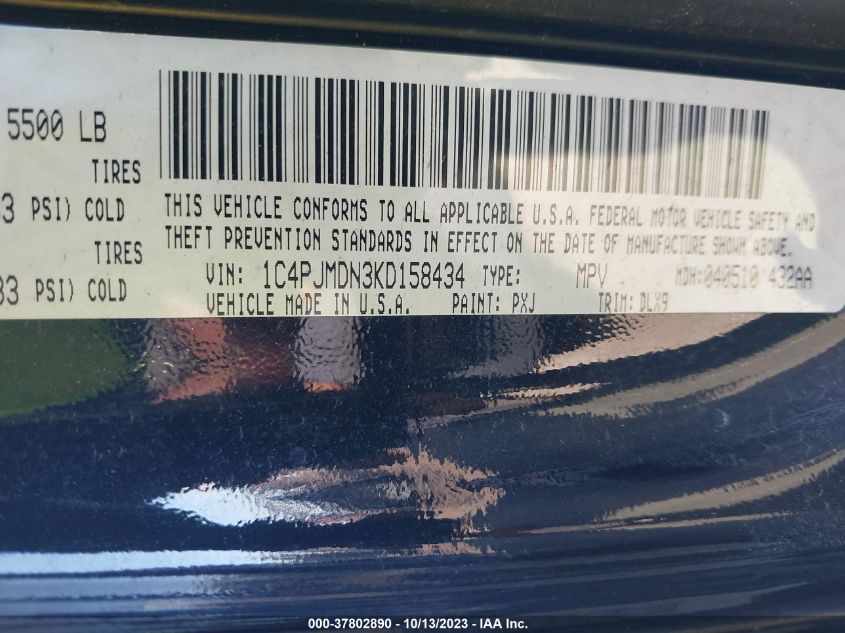 5500 LB
TIRES
33 PSI) COLD
TIRES
33 PSI) COLD
THIS VEHICLE CONFORMS TO ALL APPLICABLE U.S.A. FEDERAL MOTOR VEHICLE SAFETY AND
THEFT PREVENTION STANDARDS IN EFFECT ON THE DATE OF MANUFACTURE SHOWN ABOVE.
VIN: 1C4PJMDN3KD158434 TYPE: MPV MDH:040510 432AA
VEHICLE MADE IN U.S.A. PAINT: PXJ TRIM: DLX9
000-37802890 - 10/13/2023 - IAA Inc.